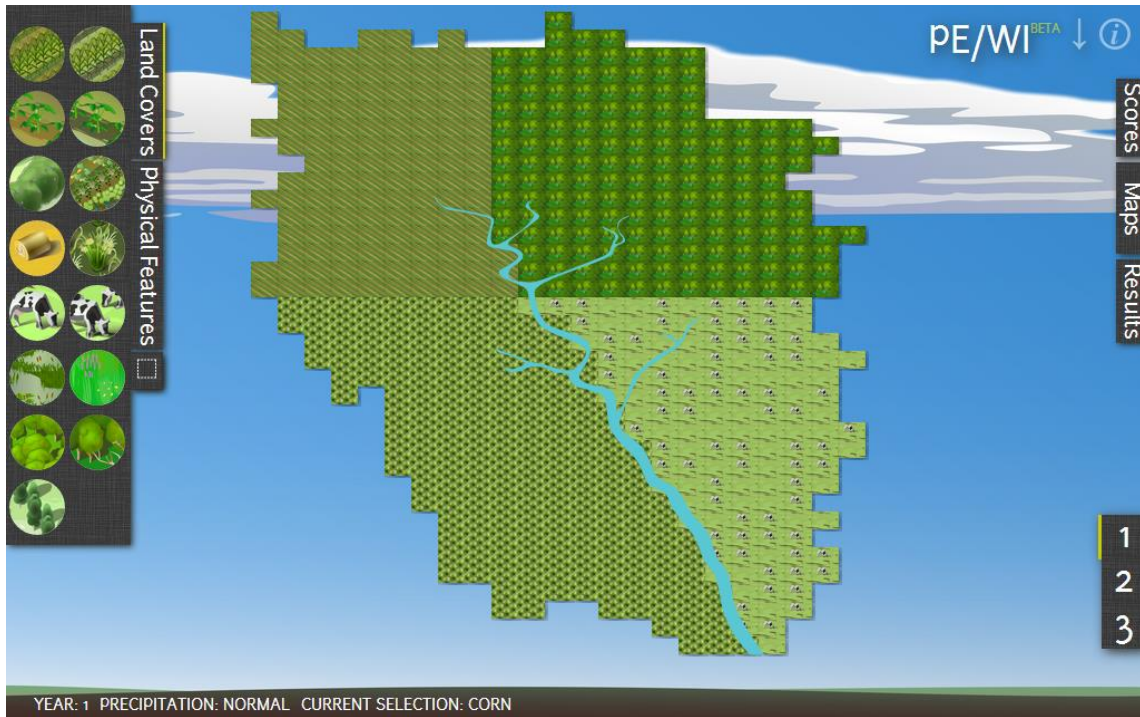 Land Covers
Physical Features
pE/WI BETA
i
Scores
Maps
Results
1
2
3
YEAR: 1 PRECIPITATION: NORMAL CURRENT SELECTION: CORN